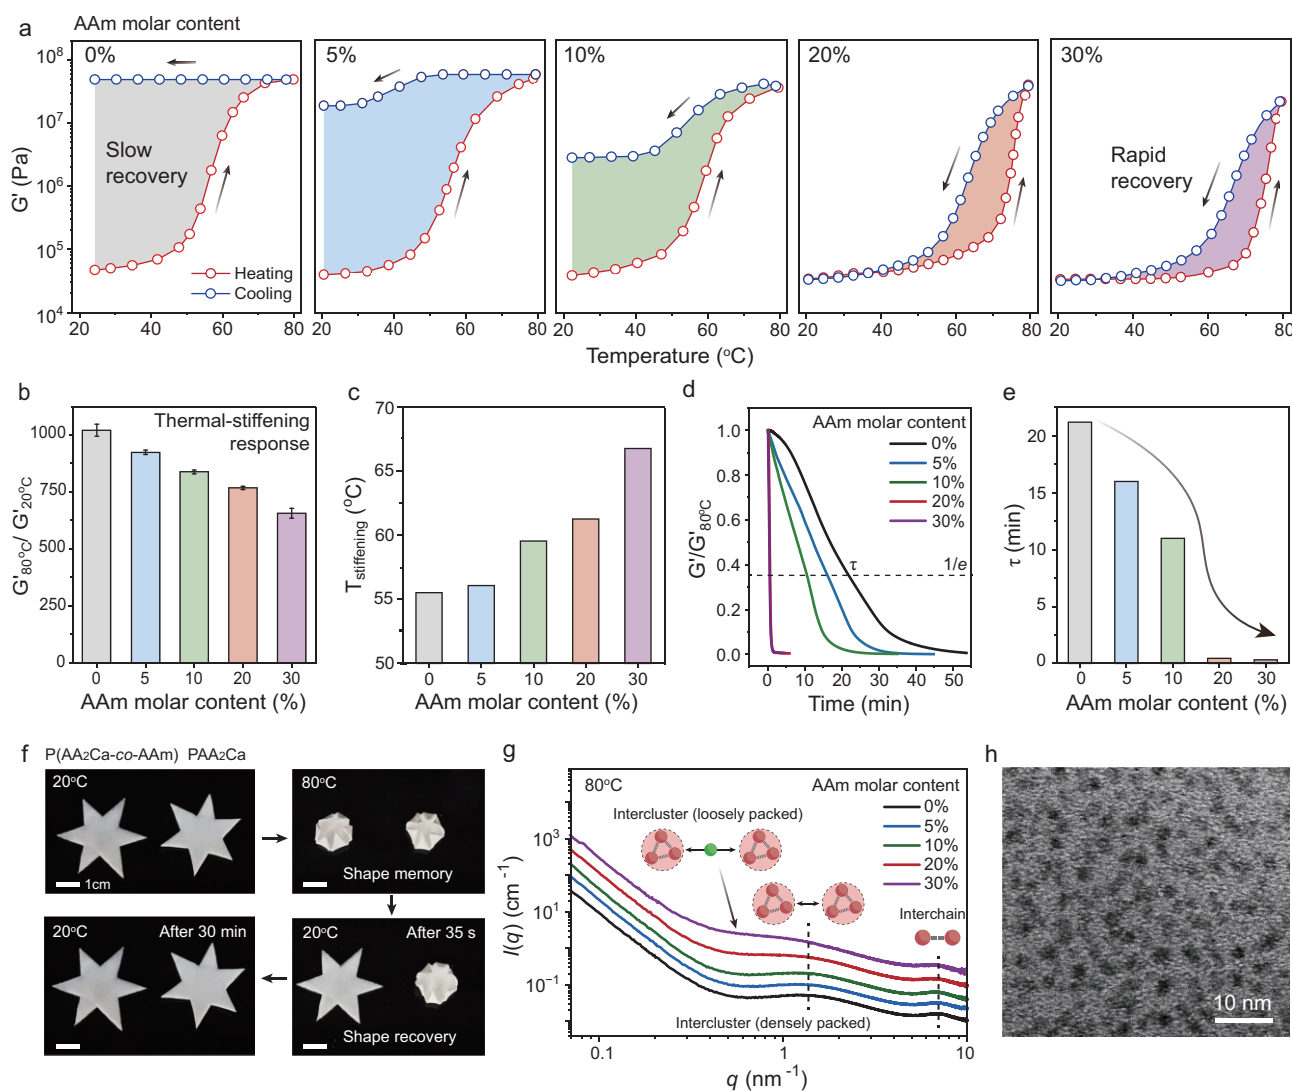 a
AAm molar content
0%
5%
10%
20%
30%
10⁸
10⁷
10⁶
10⁵
10⁴
G' (Pa)
Slow
recovery
Rapid
recovery
Heating
Cooling
20 40 60 80
20 40 60 80
20 40 60 80
20 40 60 80
20 40 60 80
Temperature (°C)
b
Thermal-stiffening
response
1000
750
500
250
0
G'80°C/ G'20°C
0 5 10 20 30
AAm molar content (%)
c
70
65
60
55
50
Tstiffening (°C)
0 5 10 20 30
AAm molar content (%)
d
AAm molar content
0%
5%
10%
20%
30%
1.0
0.8
0.6
0.4
0.2
0.0
G'/G'80°C
τ
1/e
0 10 20 30 40 50
Time (min)
e
20
15
10
5
0
τ (min)
0 5 10 20 30
AAm molar content (%)
f
P(AA₂Ca-co-AAm) PAA₂Ca
20°C
1cm
80°C
Shape memory
20°C
After 30 min
20°C
After 35 s
Shape recovery
g
80°C
AAm molar content
0%
5%
10%
20%
30%
Intercluster (loosely packed)
Interchain
Intercluster (densely packed)
10³
10¹
10⁻¹
I(q) (cm⁻¹)
0.1 1 10
q (nm⁻¹)
h
10 nm